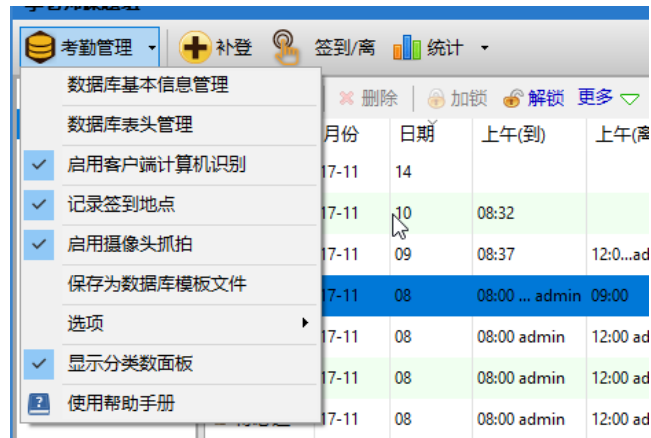 考勤管理 补登 签到/离 统计
数据库基本信息管理
数据库表头管理
启用客户端计算机识别
记录签到地点
启用摄像头抓拍
保存为数据库模板文件
选项
显示分类数面板
使用帮助手册
删除 加锁 解锁 更多
月份 日期 上午(到) 上午(离
17-11 14
17-11 10 08:32
17-11 09 08:37 12:0...ad
17-11 08 08:00 ... admin 09:00
17-11 08 08:00 admin 12:00 ad
17-11 08 08:00 admin 12:00 ad
17-11 08 08:00 admin 12:00 ad